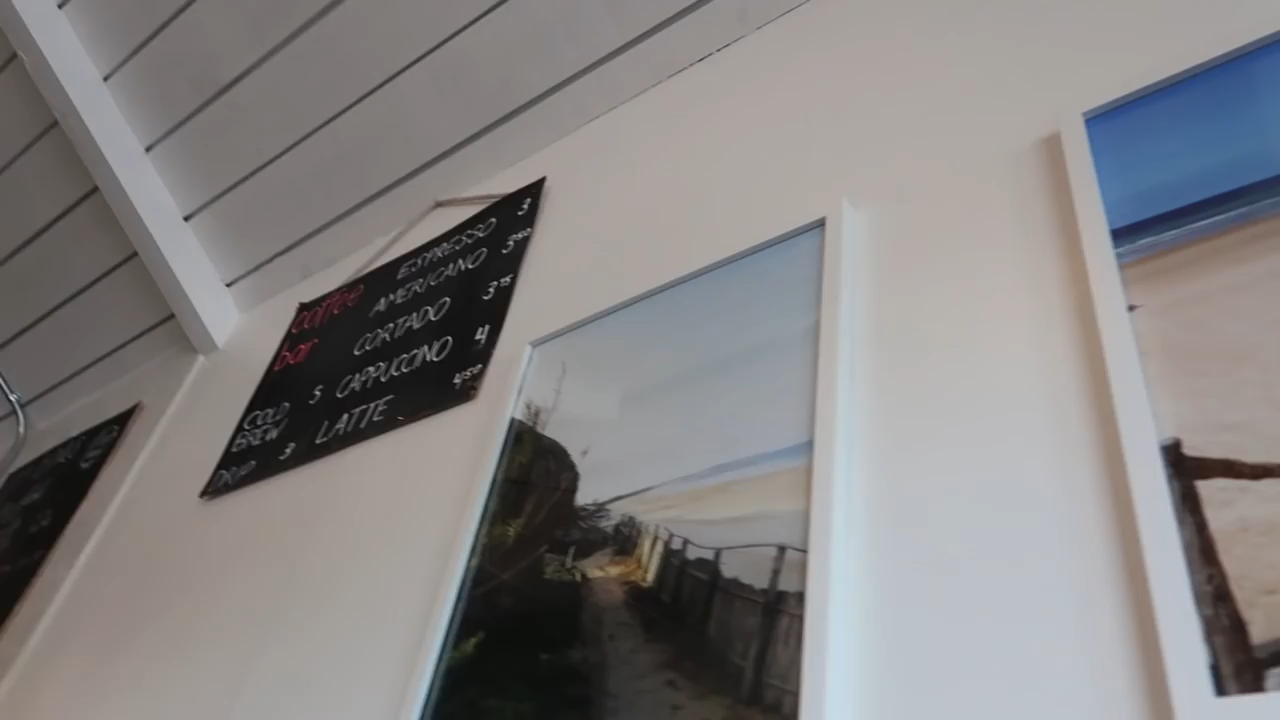 coffee
bar
ESPRESSO 3
AMERICANO 3⁵⁰
CORTADO 3⁷⁵
CAPPUCCINO 4
LATTE 4⁵⁰
COLD
BREW 5
DRIP 3